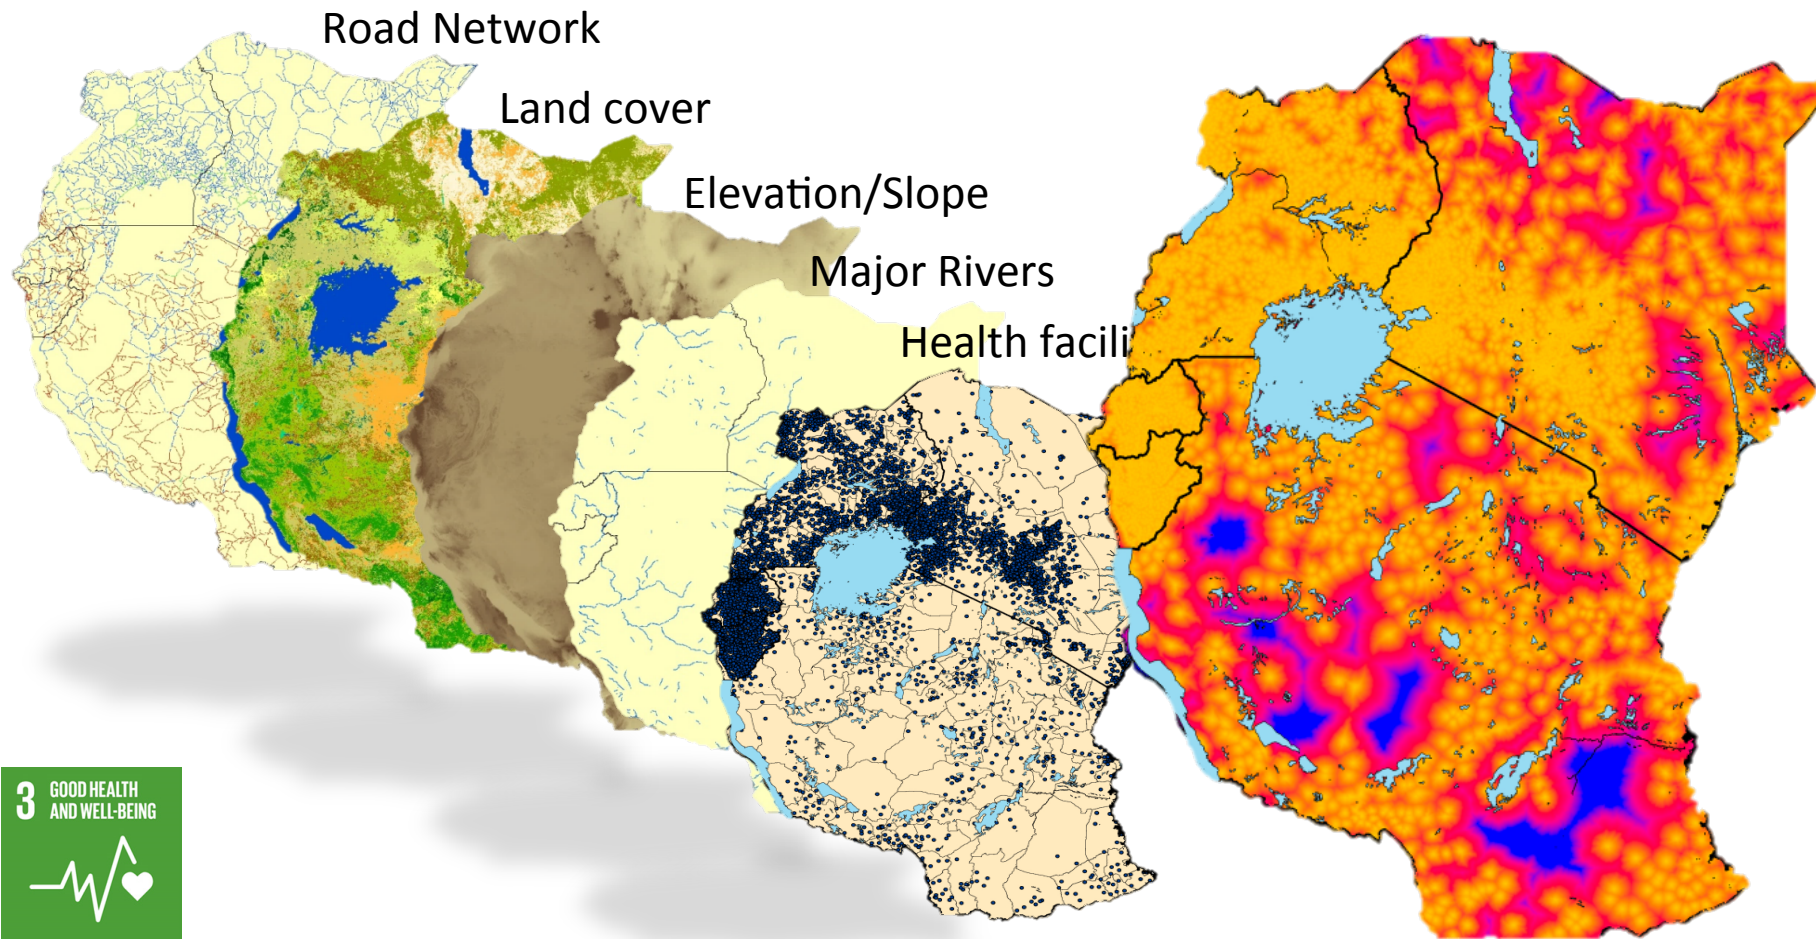 Road Network
Land cover
Elevation/Slope
Major Rivers
Health facili
3 GOOD HEALTH
AND WELL-BEING